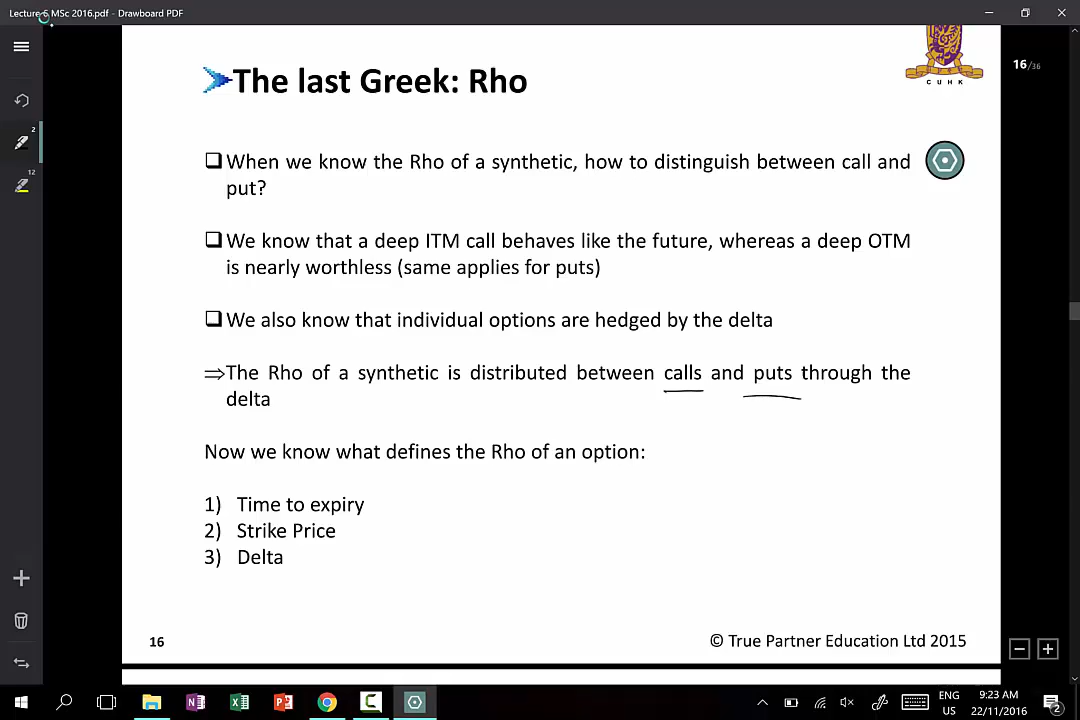 Lecture 6 MSc 2016.pdf - Drawboard PDF
CUHK
16/36
The last Greek: Rho
When we know the Rho of a synthetic, how to distinguish between call and
put?
We know that a deep ITM call behaves like the future, whereas a deep OTM
is nearly worthless (same applies for puts)
We also know that individual options are hedged by the delta
⇒The Rho of a synthetic is distributed between calls and puts through the
delta
Now we know what defines the Rho of an option:
1) Time to expiry
2) Strike Price
3) Delta
16
© True Partner Education Ltd 2015
2
12
ENG
US
9:23 AM
22/11/2016
2